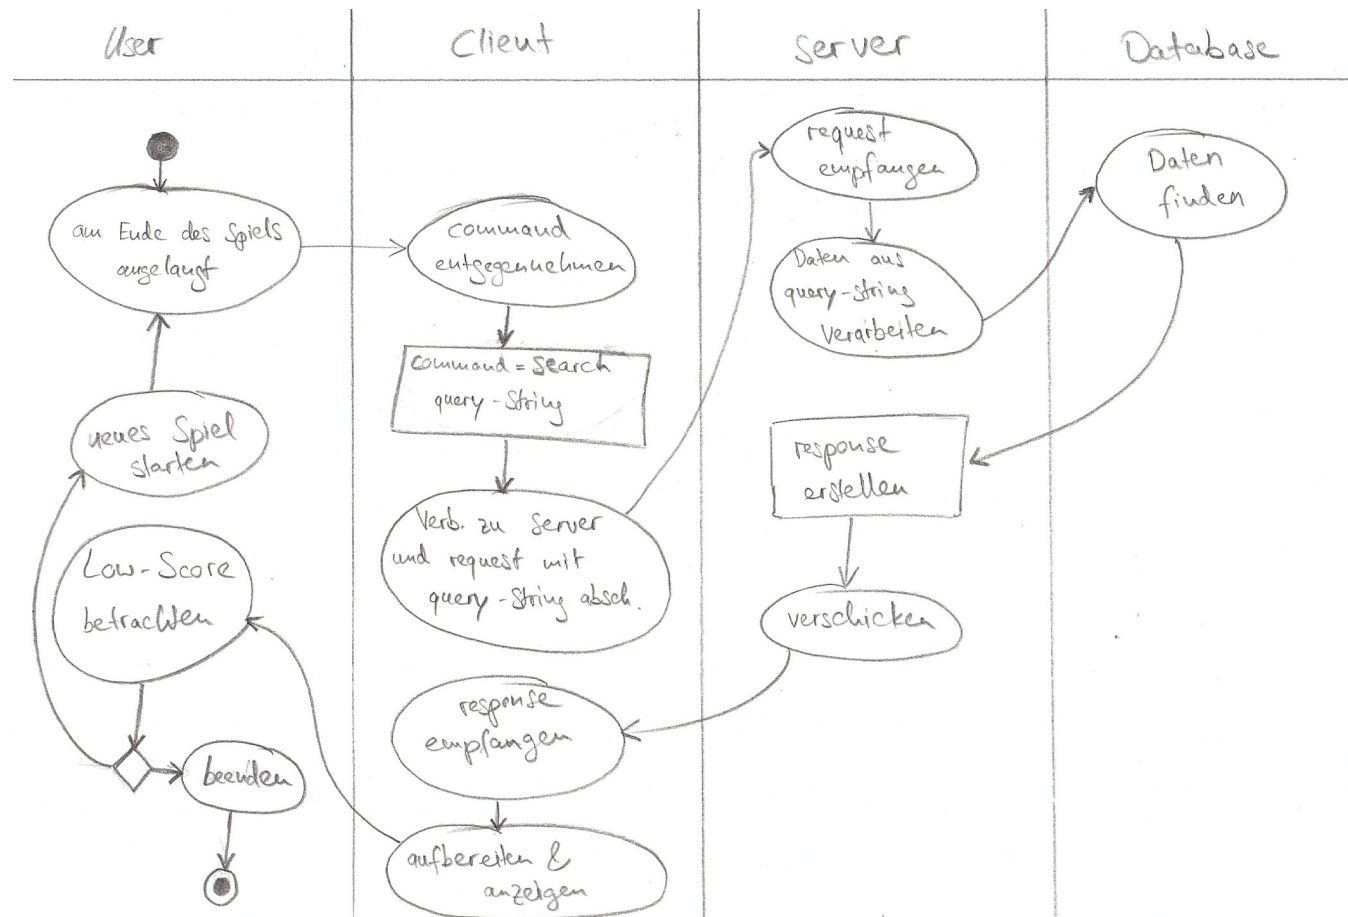 User
Client
Server
Database
am Ende des Spiels
angelangt
neues Spiel
starten
Low-Score
betrachten
beenden
command
entgegennehmen
command = search
query-String
Verb. zu Server
und request mit
query-String absch.
response
empfangen
aufbereiten &
anzeigen
request
empfangen
Daten aus
query-string
verarbeiten
response
erstellen
verschicken
Daten
finden